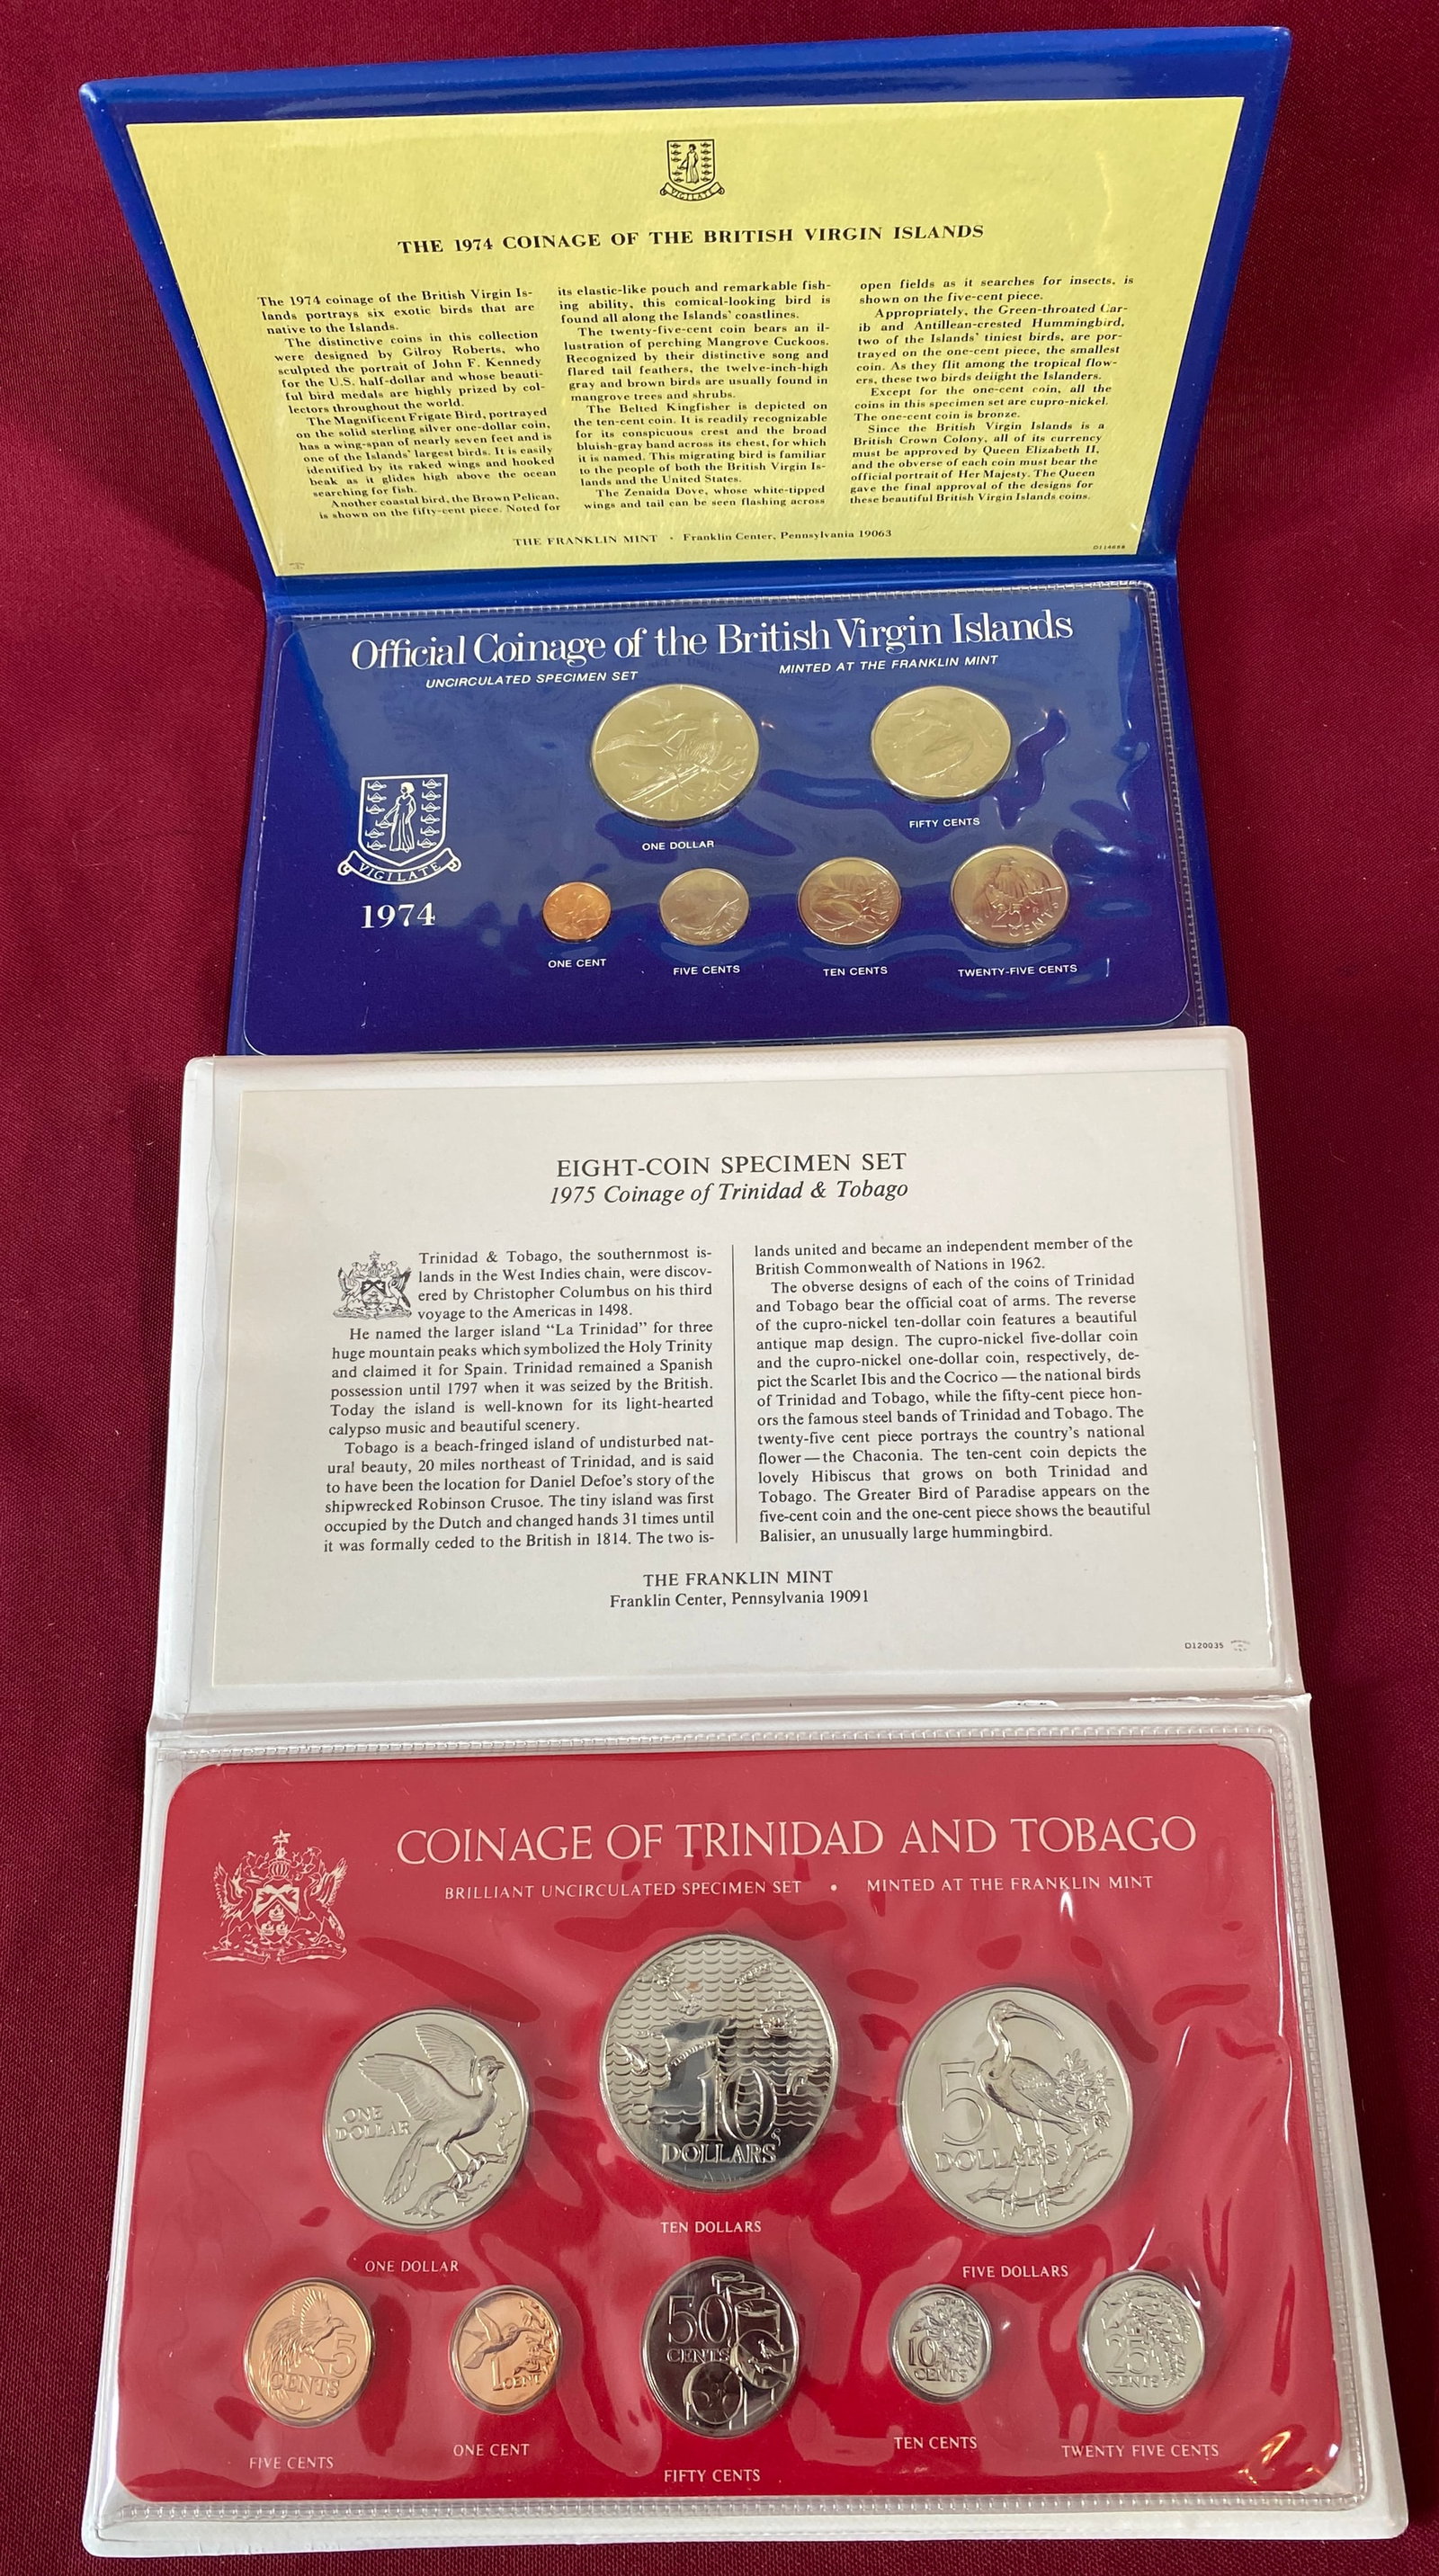 VIGILATE
THE 1974 COINAGE OF THE BRITISH VIRGIN ISLANDS
The 1974 coinage of the British Virgin Is-
lands portrays six exotic birds that are
native to the Islands.
The distinctive coins in this collection
were designed by Gilroy Roberts, who
sculpted the portrait of John F. Kennedy
for the U.S. half-dollar and whose beauti-
ful bird medals are highly prized by col-
lectors throughout the world.
The Magnificent Frigate Bird, portrayed
on the solid sterling silver one-dollar coin,
has a wing-span of nearly seven feet and is
one of the Islands' largest birds. It is easily
identified by its raked wings and hooked
beak as it glides high above the ocean
searching for fish.
Another coastal bird, the Brown Pelican,
is shown on the fifty-cent piece. Noted for
its elastic-like pouch and remarkable fish-
ing ability, this comical-looking bird is
found all along the Islands' coastlines.
The twenty-five-cent coin bears an il-
lustration of perching Mangrove Cuckoos.
Recognized by their distinctive song and
flared tail feathers, the twelve-inch-high
gray and brown birds are usually found in
mangrove trees and shrubs.
The Belted Kingfisher is depicted on
the ten-cent coin. It is readily recognizable
for its conspicuous crest and the broad
bluish-gray band across its chest, for which
it is named. This migrating bird is familiar
to the people of both the British Virgin Is-
lands and the United States.
The Zenaida Dove, whose white-tipped
wings and tail can be seen flashing across
open fields as it searches for insects, is
shown on the five-cent piece.
Appropriately, the Green-throated Car-
ib and Antillean-crested Hummingbird,
two of the Islands' tiniest birds, are por-
trayed on the one-cent piece, the smallest
coin. As they flit among the tropical flow-
ers, these two birds delight the Islanders.
Except for the one-cent coin, all the
coins in this specimen set are cupro-nickel.
The one-cent coin is bronze.
Since the British Virgin Islands is a
British Crown Colony, all of its currency
must be approved by Queen Elizabeth II,
and the obverse of each coin must bear the
official portrait of Her Majesty. The Queen
gave the final approval of the designs for
these beautiful British Virgin Islands coins.
THE FRANKLIN MINT · Franklin Center, Pennsylvania 19063
Official Coinage of the British Virgin Islands
UNCIRCULATED SPECIMEN SET MINTED AT THE FRANKLIN MINT
VIGILATE
1974
ONE DOLLAR
FIFTY CENTS
ONE CENT
FIVE CENTS
TEN CENTS
TWENTY-FIVE CENTS
EIGHT-COIN SPECIMEN SET
1975 Coinage of Trinidad & Tobago
Trinidad & Tobago, the southernmost is-
lands in the West Indies chain, were discov-
ered by Christopher Columbus on his third
voyage to the Americas in 1498.
He named the larger island "La Trinidad" for three
huge mountain peaks which symbolized the Holy Trinity
and claimed it for Spain. Trinidad remained a Spanish
possession until 1797 when it was seized by the British.
Today the island is well-known for its light-hearted
calypso music and beautiful scenery.
Tobago is a beach-fringed island of undisturbed nat-
ural beauty, 20 miles northeast of Trinidad, and is said
to have been the location for Daniel Defoe's story of the
shipwrecked Robinson Crusoe. The tiny island was first
occupied by the Dutch and changed hands 31 times until
it was formally ceded to the British in 1814. The two is-
lands united and became an independent member of the
British Commonwealth of Nations in 1962.
The obverse designs of each of the coins of Trinidad
and Tobago bear the official coat of arms. The reverse
of the cupro-nickel ten-dollar coin features a beautiful
antique map design. The cupro-nickel five-dollar coin
and the cupro-nickel one-dollar coin, respectively, de-
pict the Scarlet Ibis and the Cocrico — the national birds
of Trinidad and Tobago, while the fifty-cent piece hon-
ors the famous steel bands of Trinidad and Tobago. The
twenty-five cent piece portrays the country's national
flower — the Chaconia. The ten-cent coin depicts the
lovely Hibiscus that grows on both Trinidad and
Tobago. The Greater Bird of Paradise appears on the
five-cent coin and the one-cent piece shows the beautiful
Balisier, an unusually large hummingbird.
THE FRANKLIN MINT
Franklin Center, Pennsylvania 19091
D120035
COINAGE OF TRINIDAD AND TOBAGO
BRILLIANT UNCIRCULATED SPECIMEN SET • MINTED AT THE FRANKLIN MINT
ONE
DOLLAR
10
DOLLARS
5
DOLLARS
TEN DOLLARS
ONE DOLLAR
FIVE DOLLARS
5
CENTS
1
CENT
50
CENTS
10
CENTS
25
CENTS
FIVE CENTS
ONE CENT
FIFTY CENTS
TEN CENTS
TWENTY FIVE CENTS